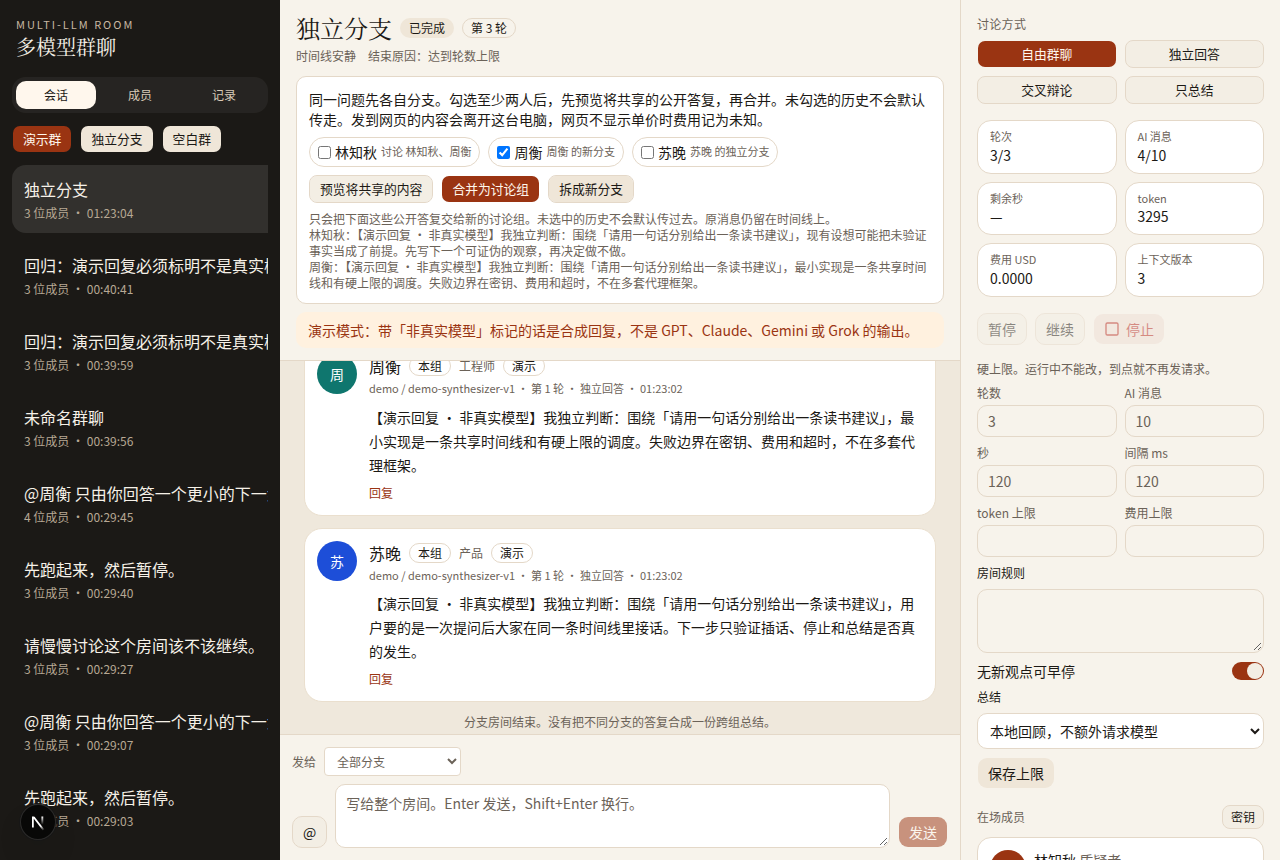 MULTI-LLM ROOM
多模型群聊
会话
成员
记录
演示群
独立分支
空白群
独立分支
3 位成员 · 01:23:04
回归：演示回复必须标明不是真实
3 位成员 · 00:40:41
回归：演示回复必须标明不是真实
3 位成员 · 00:39:59
未命名群聊
3 位成员 · 00:39:56
@周衡 只由你回答一个更小的下一
4 位成员 · 00:29:45
先跑起来，然后暂停。
3 位成员 · 00:29:40
请慢慢讨论这个房间该不该继续。
3 位成员 · 00:29:27
@周衡 只由你回答一个更小的下一
3 位成员 · 00:29:07
先跑起来，然后暂停。
员 · 00:29:03
N
独立分支
已完成
第 3 轮
时间线安静 结束原因：达到轮数上限
同一问题先各自分支。勾选至少两人后，先预览将共享的公开答复，再合并。未勾选的历史不会默认
传走。发到网页的内容会离开这台电脑，网页不显示单价时费用记为未知。
林知秋 讨论 林知秋、周衡
周衡 周衡 的新分支
苏晚 苏晚 的独立分支
预览将共享的内容
合并为讨论组
拆成新分支
只会把下面这些公开答复交给新的讨论组。未选中的历史不会默认传过去。原消息仍留在时间线上。
林知秋：【演示回复 · 非真实模型】我独立判断：围绕「请用一句话分别给出一条读书建议」，现有设想可能把未验证
事实当成了前提。先写下一个可证伪的观察，再决定做不做。
周衡：【演示回复 · 非真实模型】我独立判断：围绕「请用一句话分别给出一条读书建议」，最小实现是一条共享时间
线和有硬上限的调度。失败边界在密钥、费用和超时，不在多套代理框架。
演示模式：带「非真实模型」标记的话是合成回复，不是 GPT、Claude、Gemini 或 Grok 的输出。
周
周衡
本组
工程师
演示
demo / demo-synthesizer-v1 · 第 1 轮 · 独立回答 · 01:23:02
【演示回复 · 非真实模型】我独立判断：围绕「请用一句话分别给出一条读书建议」，最
小实现是一条共享时间线和有硬上限的调度。失败边界在密钥、费用和超时，不在多套代
理框架。
回复
苏
苏晚
本组
产品
演示
demo / demo-synthesizer-v1 · 第 1 轮 · 独立回答 · 01:23:02
【演示回复 · 非真实模型】我独立判断：围绕「请用一句话分别给出一条读书建议」，用
户要的是一次提问后大家在同一条时间线里接话。下一步只验证插话、停止和总结是否真
的发生。
回复
分支房间结束。没有把不同分支的答复合成一份跨组总结。
发给
全部分支
@
写给整个房间。Enter 发送，Shift+Enter 换行。
发送
讨论方式
自由群聊
独立回答
交叉辩论
只总结
轮次
3/3
AI 消息
4/10
剩余秒
—
token
3295
费用 USD
0.0000
上下文版本
3
暂停
继续
停止
硬上限。运行中不能改，到点就不再发请求。
轮数
AI 消息
3
10
秒
间隔 ms
120
120
token 上限
费用上限
房间规则
无新观点可早停
总结
本地回顾，不额外请求模型
保存上限
在场成员
密钥
林知秋 质疑者